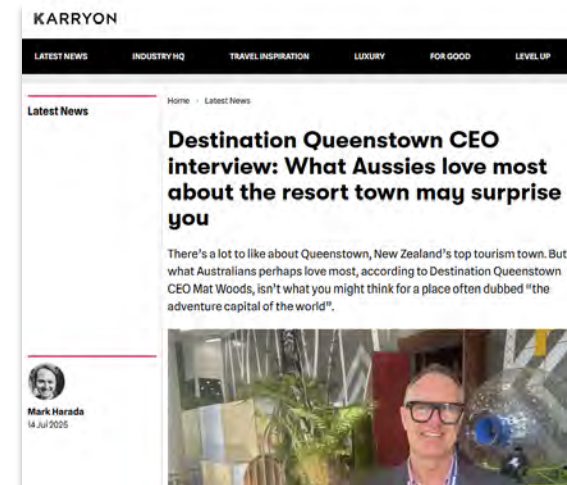 KARRYON
LATEST NEWS INDUSTRY HQ TRAVEL INSPIRATION LUXURY FOR GOOD LEVEL UP
Latest News
Home › Latest News
Destination Queenstown CEO
interview: What Aussies love most
about the resort town may surprise
you
There's a lot to like about Queenstown, New Zealand's top tourism town. But
what Australians perhaps love most, according to Destination Queenstown
CEO Mat Woods, isn't what you might think for a place often dubbed "the
adventure capital of the world".
Mark Harada
14 Jul 2025